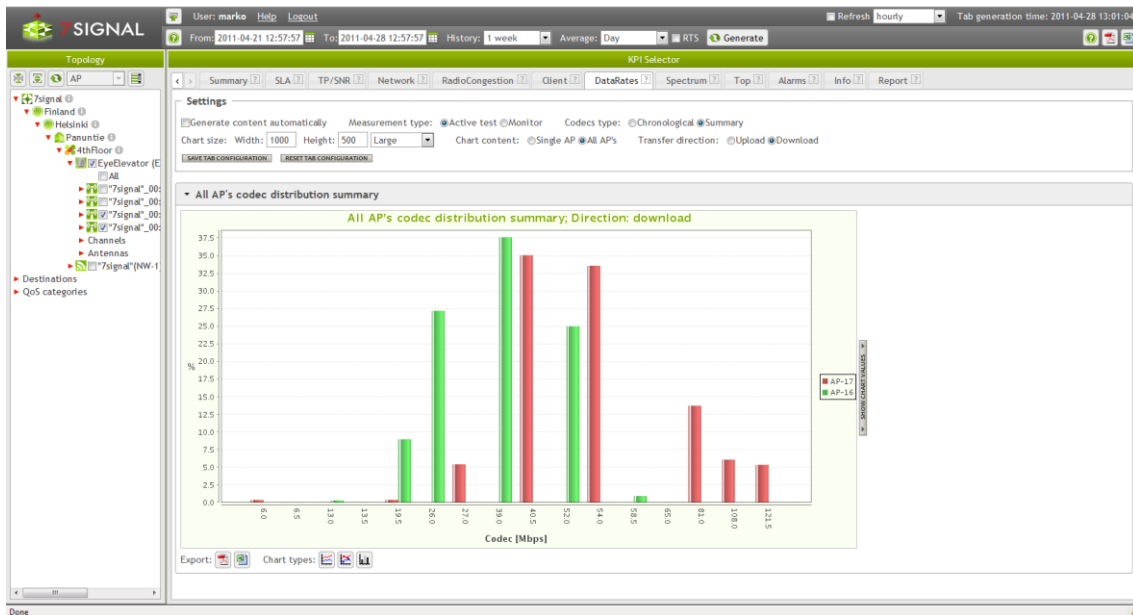 7SIGNAL
User: marko Help Logout
Refresh hourly Tab generation time: 2011-04-28 13:01:04
From: 2011-04-21 12:57:57 To: 2011-04-28 12:57:57 History: 1 week Average: Day RTS Generate
Topology
KPI Selector
AP
Summary SLA TP/SNR Network RadioCongestion Client DataRates Spectrum Top Alarms Info Report
7signal
Finland
Helsinki
Panuntie
4thFloor
EyeElevator (E
All
"7signal"_00:
"7signal"_00:
"7signal"_00:
"7signal"_00:
Channels
Antennas
"7signal"(NW-1
Destinations
QoS categories
Settings
Generate content automatically Measurement type: Active test Monitor Codecs type: Chronological Summary
Chart size: Width: 1000 Height: 500 Large Chart content: Single AP All AP's Transfer direction: Upload Download
SAVE TAB CONFIGURATION RESET TAB CONFIGURATION
All AP's codec distribution summary
All AP's codec distribution summary; Direction: download
37.5
35.0
32.5
30.0
27.5
25.0
22.5
20.0
17.5
15.0
12.5
10.0
7.5
5.0
2.5
0.0
%
6.0 6.5 13.0 13.5 19.5 26.0 27.0 39.0 40.5 52.0 54.0 58.5 65.0 81.0 108.0 121.5
Codec [Mbps]
AP-17
AP-16
SHOW CHART VALUES
Export: Chart types:
Done